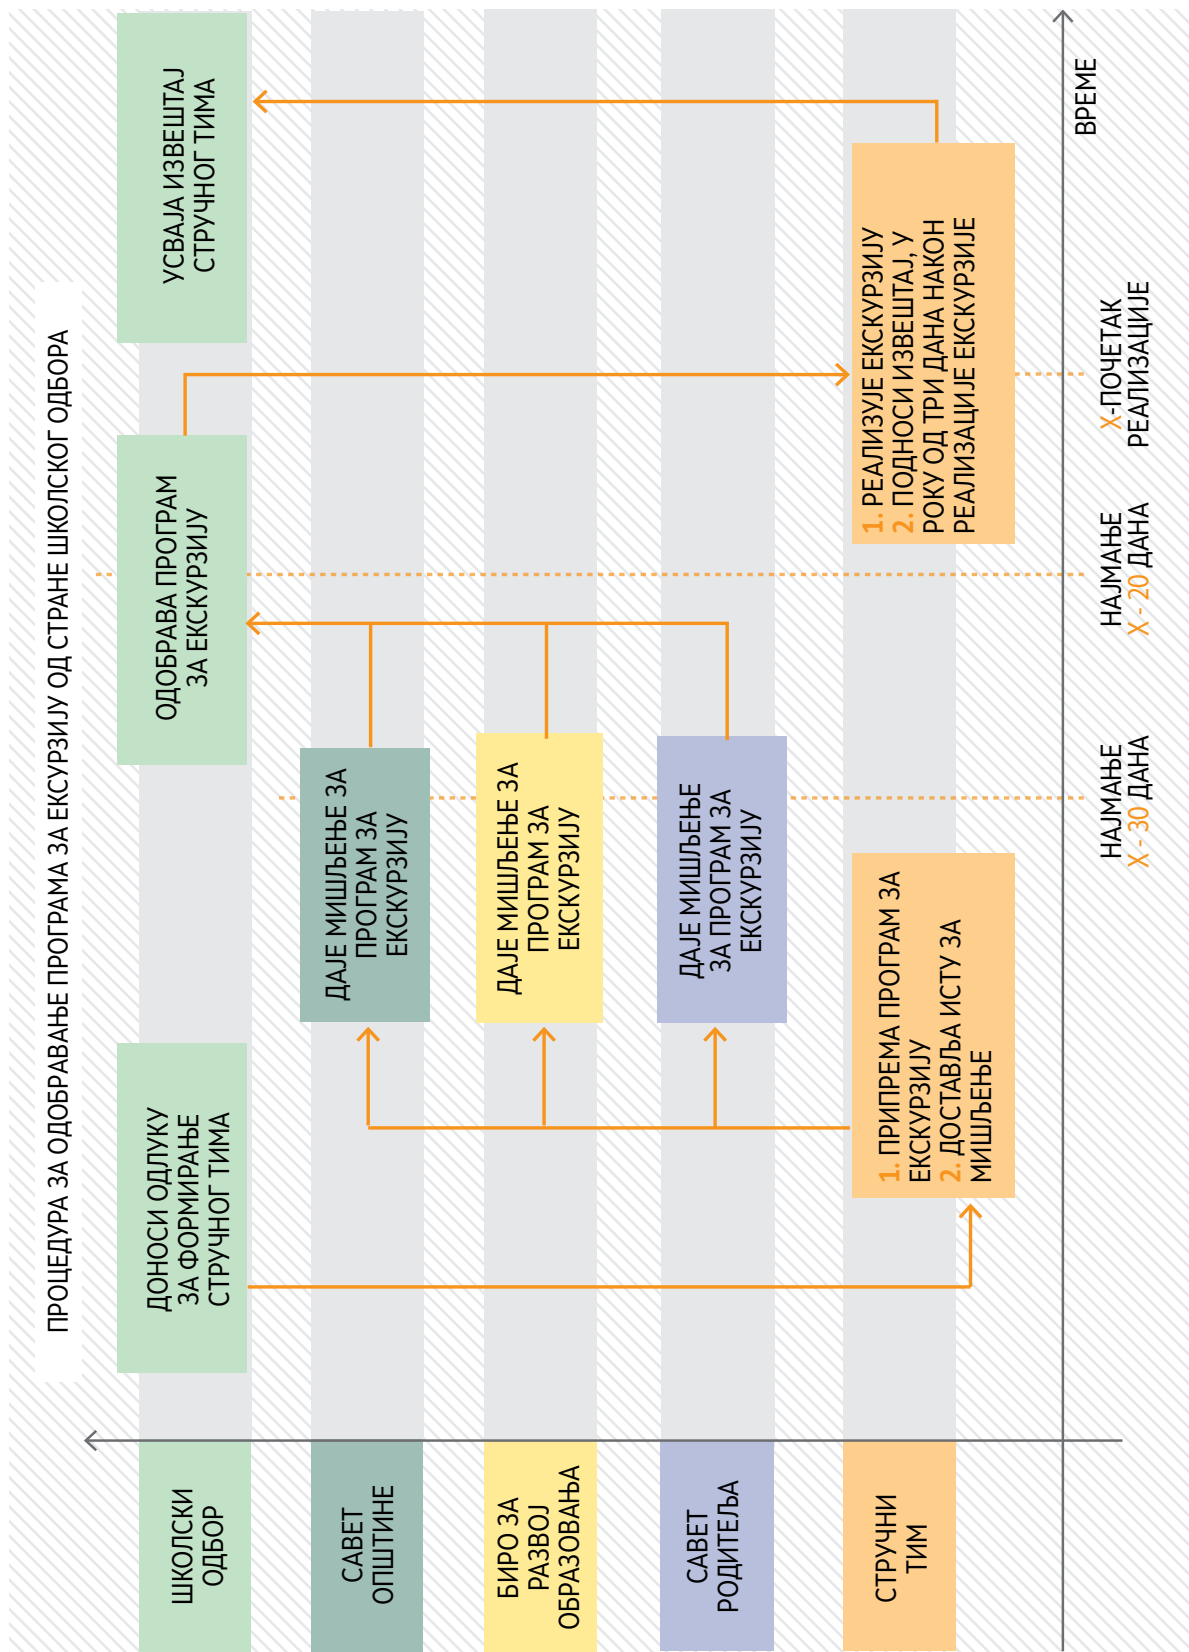 ПРОЦЕДУРА ЗА ОДОБРАВАЊЕ ПРОГРАМА ЗА ЕКСУРЗИЈУ ОД СТРАНЕ ШКОЛСКОГ ОДБОРА
ШКОЛСКИ
ОДБОР
ДОНОСИ ОДЛУКУ
ЗА ФОРМИРАЊЕ
СТРУЧНОГ ТИМА
ОДОБРАВА ПРОГРАМ
ЗА ЕКСКУРЗИЈУ
УСВАЈА ИЗВЕШТАЈ
СТРУЧНОГ ТИМА
САВЕТ
ОПШТИНЕ
ДАЈЕ МИШЉЕЊЕ ЗА
ПРОГРАМ ЗА
ЕКСКУРЗИЈУ
БИРО ЗА
РАЗВОЈ
ОБРАЗОВАЊА
ДАЈЕ МИШЉЕЊЕ ЗА
ПРОГРАМ ЗА
ЕКСКУРЗИЈУ
САВЕТ
РОДИТЕЉА
ДАЈЕ МИШЉЕЊЕ
ЗА ПРОГРАМ ЗА
ЕКСКУРЗИЈУ
СТРУЧНИ
ТИМ
1. ПРИПРЕМА ПРОГРАМ ЗА
ЕКСКУРЗИЈУ
2. ДОСТАВЉА ИСТУ ЗА
МИШЉЕЊЕ
1. РЕАЛИЗУЈЕ ЕКСКУРЗИЈУ
2. ПОДНОСИ ИЗВЕШТАЈ, У
РОКУ ОД ТРИ ДАНА НАКОН
РЕАЛИЗАЦИЈЕ ЕКСКУРЗИЈЕ
ВРЕМЕ
НАЈМАЊЕ
X - 30 ДАНА
НАЈМАЊЕ
X - 20 ДАНА
X-ПОЧЕТАК
РЕАЛИЗАЦИЈЕ